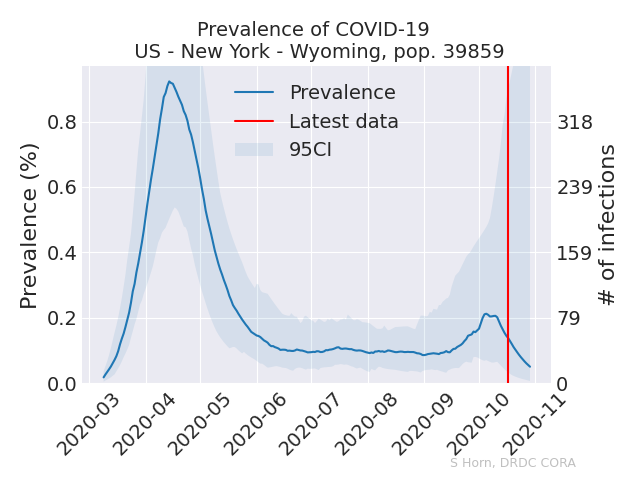 Prevalence of COVID-19
US - New York - Wyoming, pop. 39859
Prevalence
Latest data
95CI
Prevalence (%)
0.8
0.6
0.4
0.2
0.0
318
239
159
79
0
# of infections
2020-03
2020-04
2020-05
2020-06
2020-07
2020-08
2020-09
2020-10
2020-11
S Horn, DRDC CORA